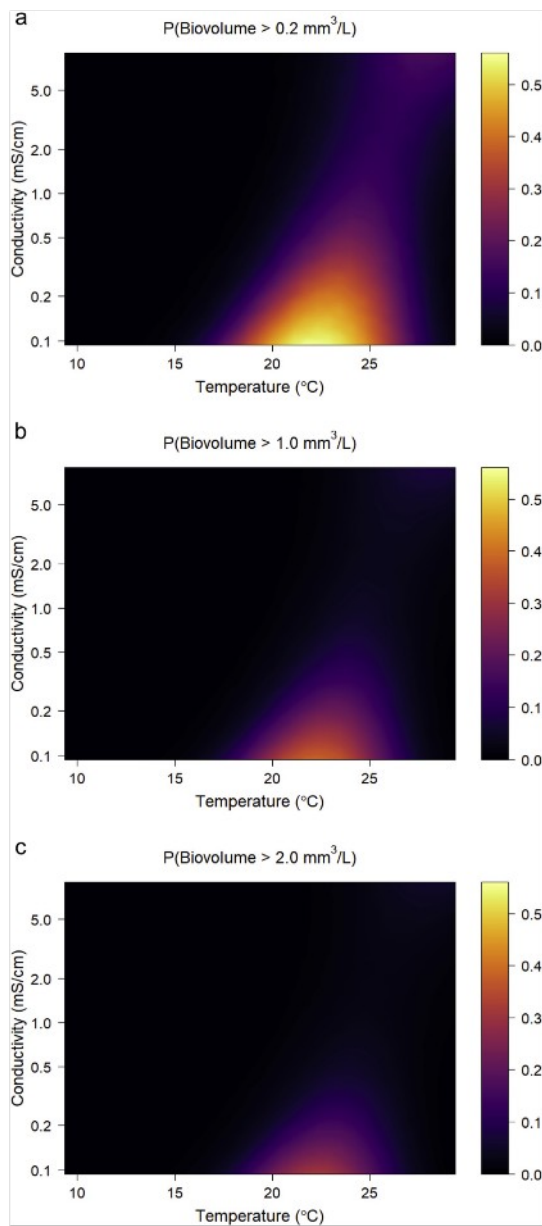 a
P(Biovolume > 0.2 mm³/L)
Conductivity (mS/cm)
5.0
2.0
1.0
0.5
0.2
0.1
10 15 20 25
Temperature (°C)
0.5
0.4
0.3
0.2
0.1
0.0
b
P(Biovolume > 1.0 mm³/L)
Conductivity (mS/cm)
5.0
2.0
1.0
0.5
0.2
0.1
10 15 20 25
Temperature (°C)
0.5
0.4
0.3
0.2
0.1
0.0
c
P(Biovolume > 2.0 mm³/L)
Conductivity (mS/cm)
5.0
2.0
1.0
0.5
0.2
0.1
10 15 20 25
Temperature (°C)
0.5
0.4
0.3
0.2
0.1
0.0